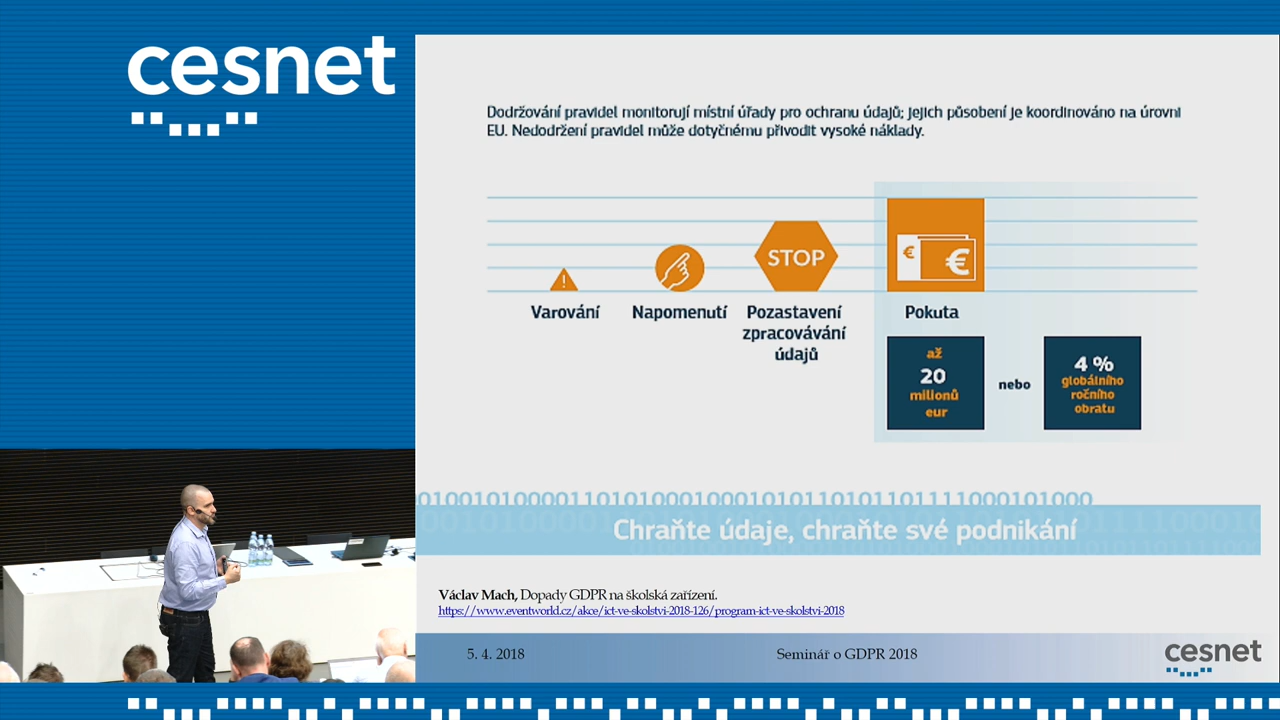 cesnet
Dodržování pravidel monitorují místní úřady pro ochranu údajů; jejich působení je koordinováno na úrovni
EU. Nedodržení pravidel může dotyčnému přivodit vysoké náklady.
STOP
€
€
Varování
Napomenutí
Pozastavení
zpracovávání
údajů
Pokuta
až
20
milionů
eur
nebo
4 %
globálního
ročního
obratu
Chraňte údaje, chraňte své podnikání
Václav Mach, Dopady GDPR na školská zařízení.
https://www.eventworld.cz/akce/ict-ve-skolstvi-2018-126/program-ict-ve-skolstvi-2018
5. 4. 2018
Seminář o GDPR 2018
cesnet